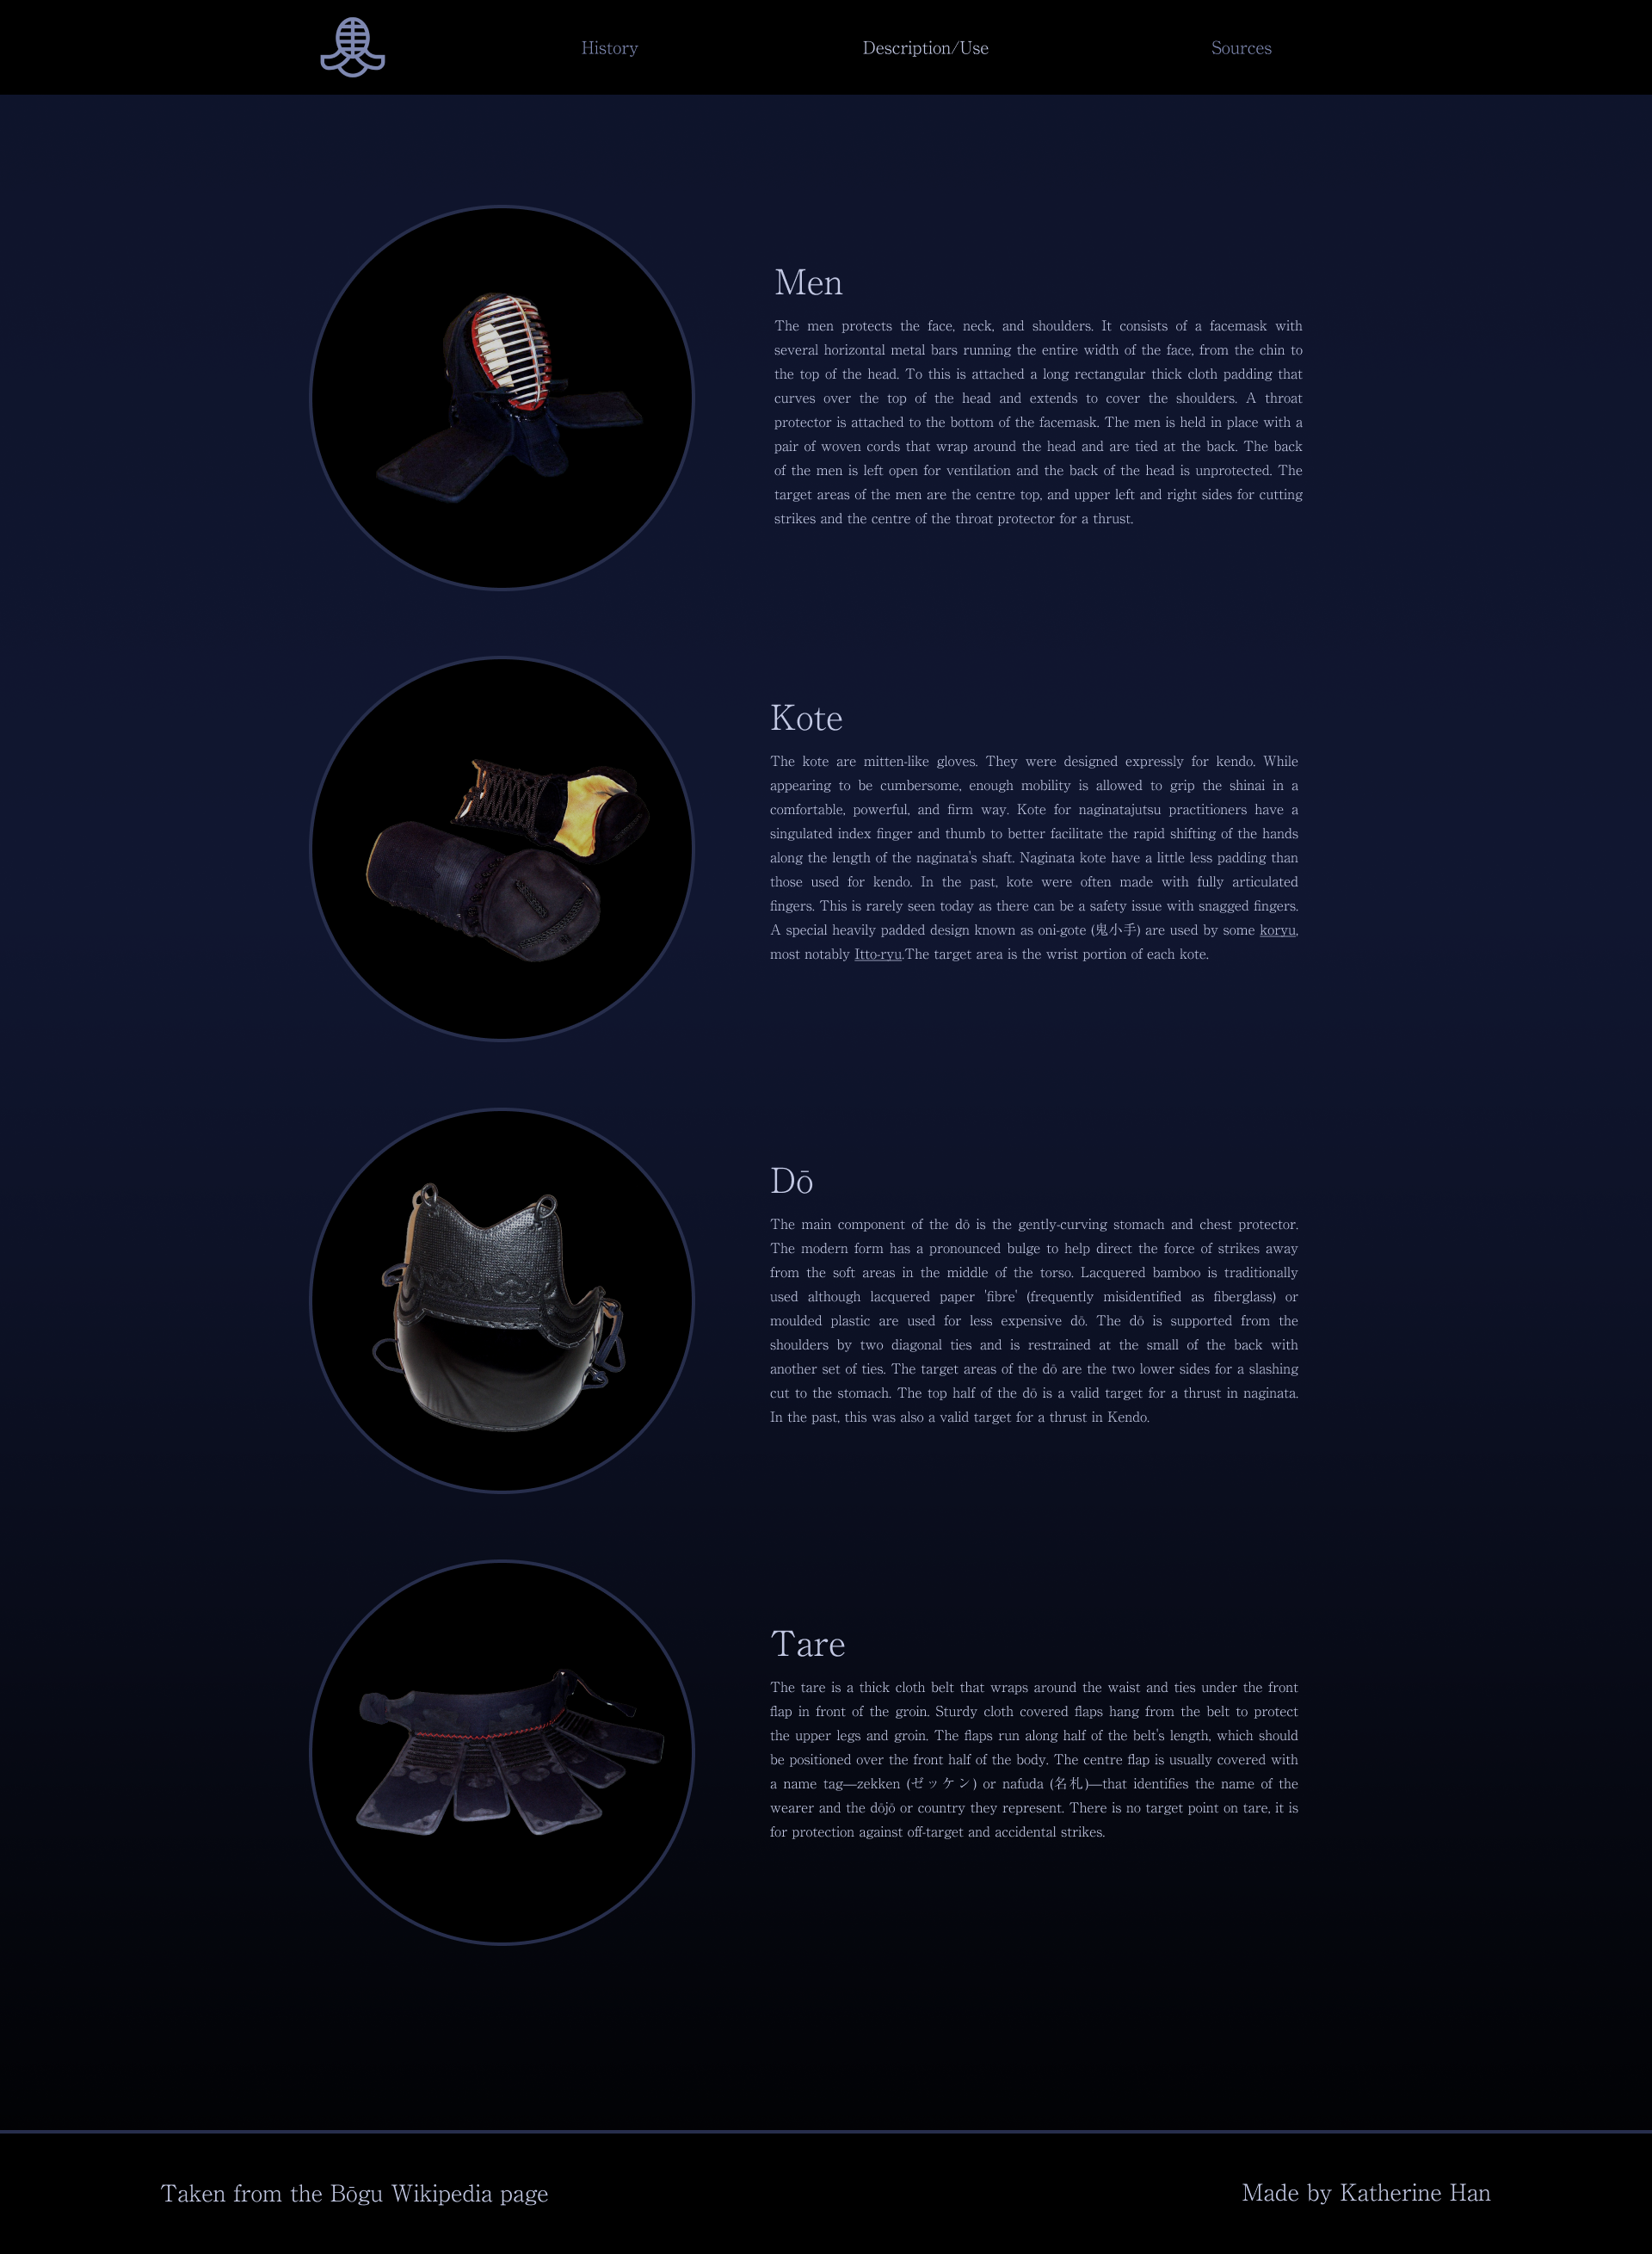 History
Description/Use
Sources
Men
The men protects the face, neck, and shoulders. It consists of a facemask with
several horizontal metal bars running the entire width of the face, from the chin to
the top of the head. To this is attached a long rectangular thick cloth padding that
curves over the top of the head and extends to cover the shoulders. A throat
protector is attached to the bottom of the facemask. The men is held in place with a
pair of woven cords that wrap around the head and are tied at the back. The back
of the men is left open for ventilation and the back of the head is unprotected. The
target areas of the men are the centre top, and upper left and right sides for cutting
strikes and the centre of the throat protector for a thrust.
Kote
The kote are mitten-like gloves. They were designed expressly for kendo. While
appearing to be cumbersome, enough mobility is allowed to grip the shinai in a
comfortable, powerful, and firm way. Kote for naginatajutsu practitioners have a
singulated index finger and thumb to better facilitate the rapid shifting of the hands
along the length of the naginata's shaft. Naginata kote have a little less padding than
those used for kendo. In the past, kote were often made with fully articulated
fingers. This is rarely seen today as there can be a safety issue with snagged fingers.
A special heavily padded design known as oni-gote (鬼小手) are used by some koryu,
most notably Itto-ryu.The target area is the wrist portion of each kote.
Dō
The main component of the dō is the gently-curving stomach and chest protector.
The modern form has a pronounced bulge to help direct the force of strikes away
from the soft areas in the middle of the torso. Lacquered bamboo is traditionally
used although lacquered paper 'fibre' (frequently misidentified as fiberglass) or
moulded plastic are used for less expensive dō. The dō is supported from the
shoulders by two diagonal ties and is restrained at the small of the back with
another set of ties. The target areas of the dō are the two lower sides for a slashing
cut to the stomach. The top half of the dō is a valid target for a thrust in naginata.
In the past, this was also a valid target for a thrust in Kendo.
Tare
The tare is a thick cloth belt that wraps around the waist and ties under the front
flap in front of the groin. Sturdy cloth covered flaps hang from the belt to protect
the upper legs and groin. The flaps run along half of the belt's length, which should
be positioned over the front half of the body. The centre flap is usually covered with
a name tag—zekken (ゼッケン) or nafuda (名札)—that identifies the name of the
wearer and the dōjō or country they represent. There is no target point on tare, it is
for protection against off-target and accidental strikes.
Taken from the Bōgu Wikipedia page
Made by Katherine Han